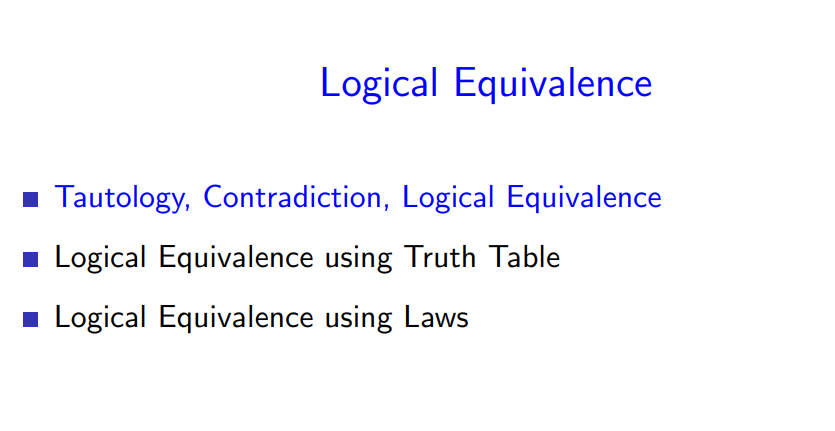 Logical Equivalence
Tautology, Contradiction, Logical Equivalence
Logical Equivalence using Truth Table
Logical Equivalence using Laws